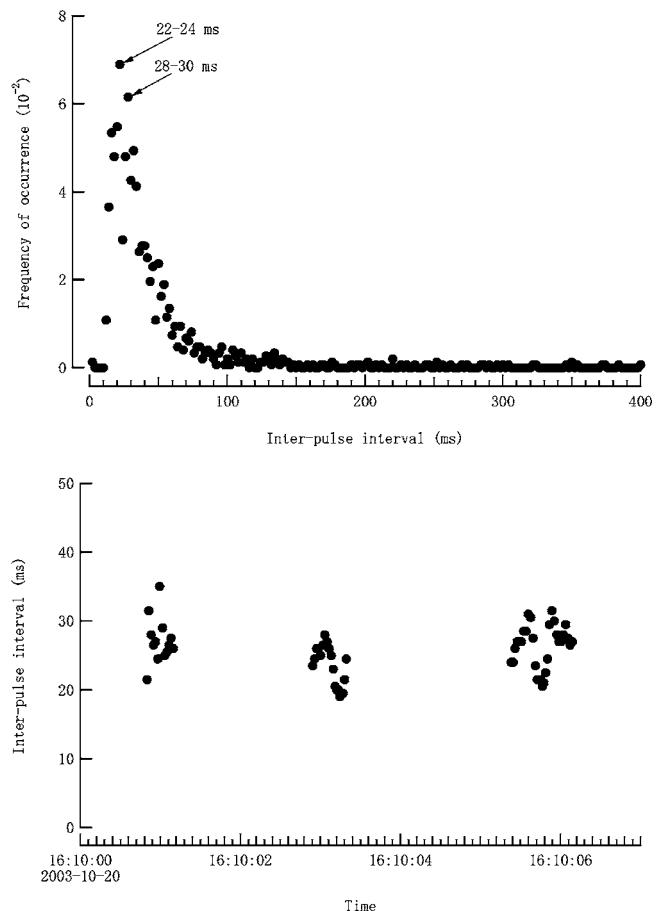 8
22-24 ms
28-30 ms
6
4
2
0
Frequency of occurrence (10⁻²)
0 100 200 300 400
Inter-pulse interval (ms)
50
40
30
20
10
0
Inter-pulse interval (ms)
16:10:00 16:10:02 16:10:04 16:10:06
2003-10-20
Time